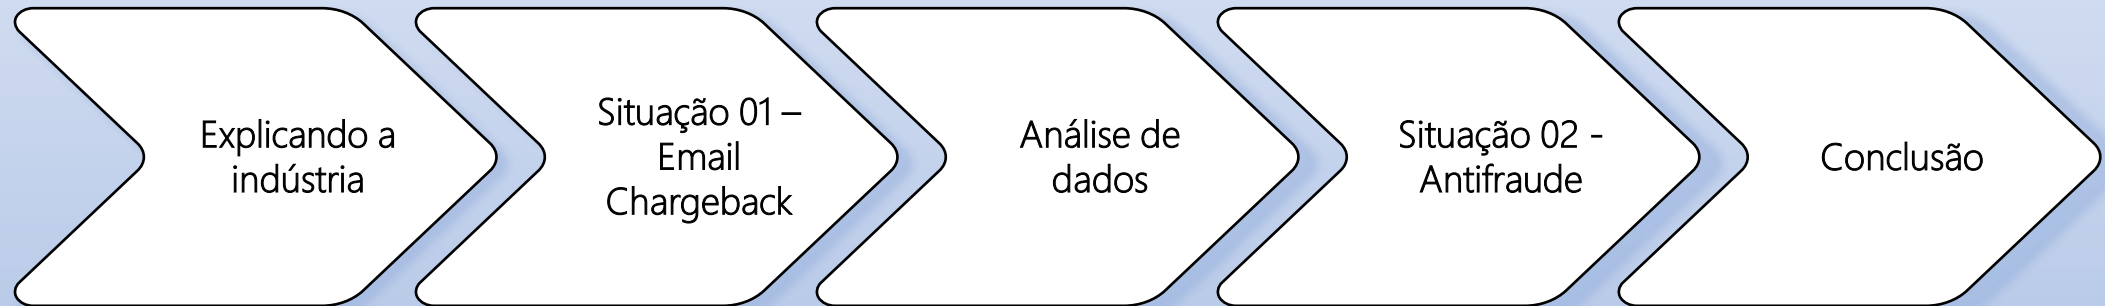 Explicando a
indústria
Situação 01 –
Email
Chargeback
Análise de
dados
Situação 02 -
Antifraude
Conclusão